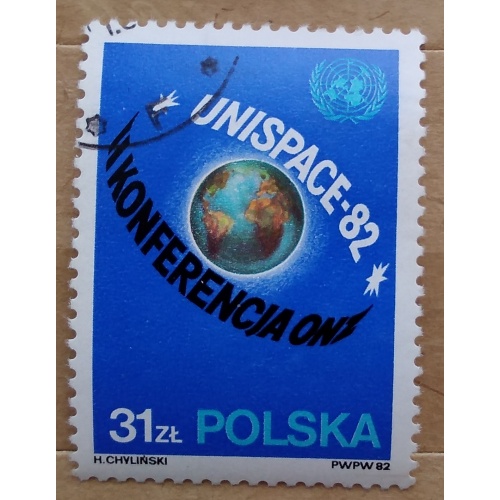 UNISPACE-82
II KONFERENCJA ONZ
31ZŁ POLSKA
H. CHYLIŃSKI
PWPW 82